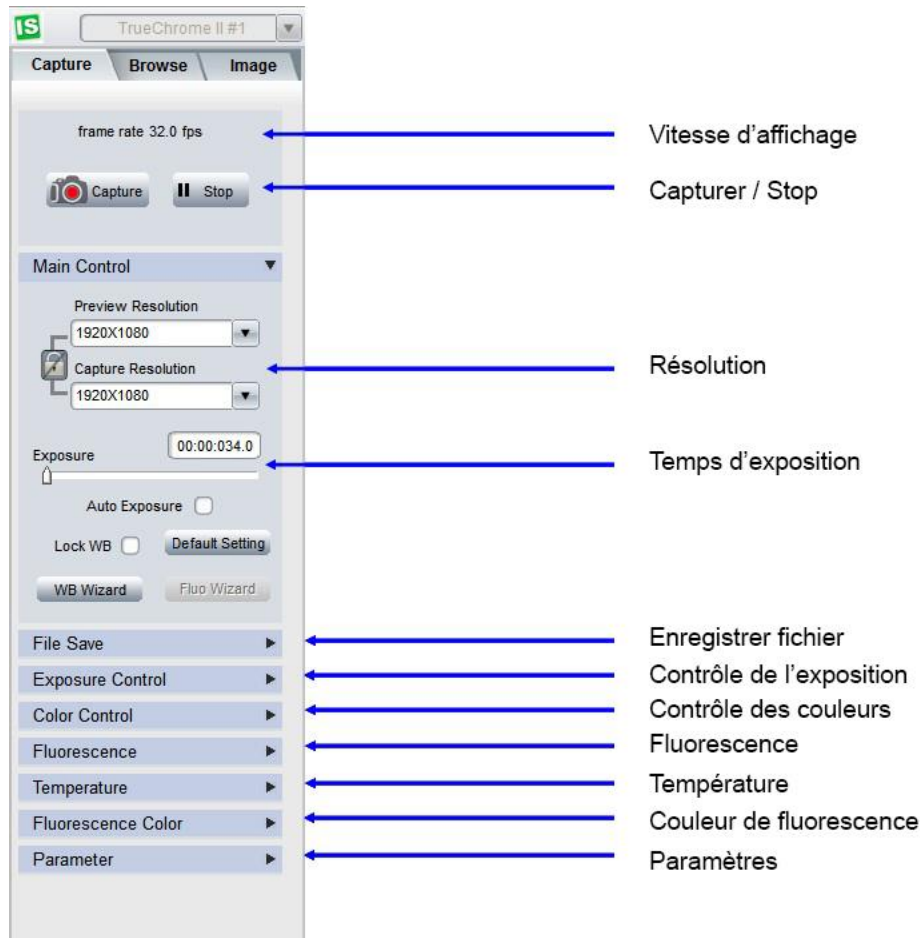 IS TrueChrome II #1
Capture Browse Image
frame rate 32.0 fps
Vitesse d'affichage
Capture Stop
Capturer / Stop
Main Control
Preview Resolution
1920X1080
Capture Resolution
Résolution
1920X1080
00:00:034.0
Exposure
Temps d'exposition
Auto Exposure
Lock WB Default Setting
WB Wizard Fluo Wizard
File Save
Enregistrer fichier
Exposure Control
Contrôle de l'exposition
Color Control
Contrôle des couleurs
Fluorescence
Fluorescence
Temperature
Température
Fluorescence Color
Couleur de fluorescence
Parameter
Paramètres